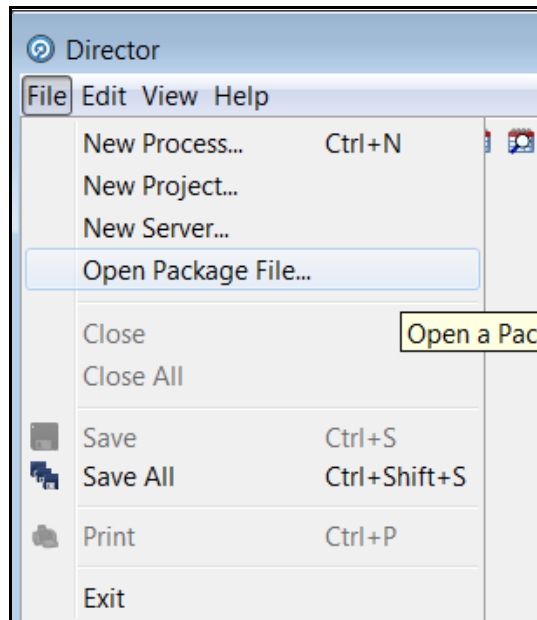 Director
File Edit View Help
New Process... Ctrl+N
New Project...
New Server...
Open Package File...
Close
Open a Pac
Close All
Save Ctrl+S
Save All Ctrl+Shift+S
Print Ctrl+P
Exit